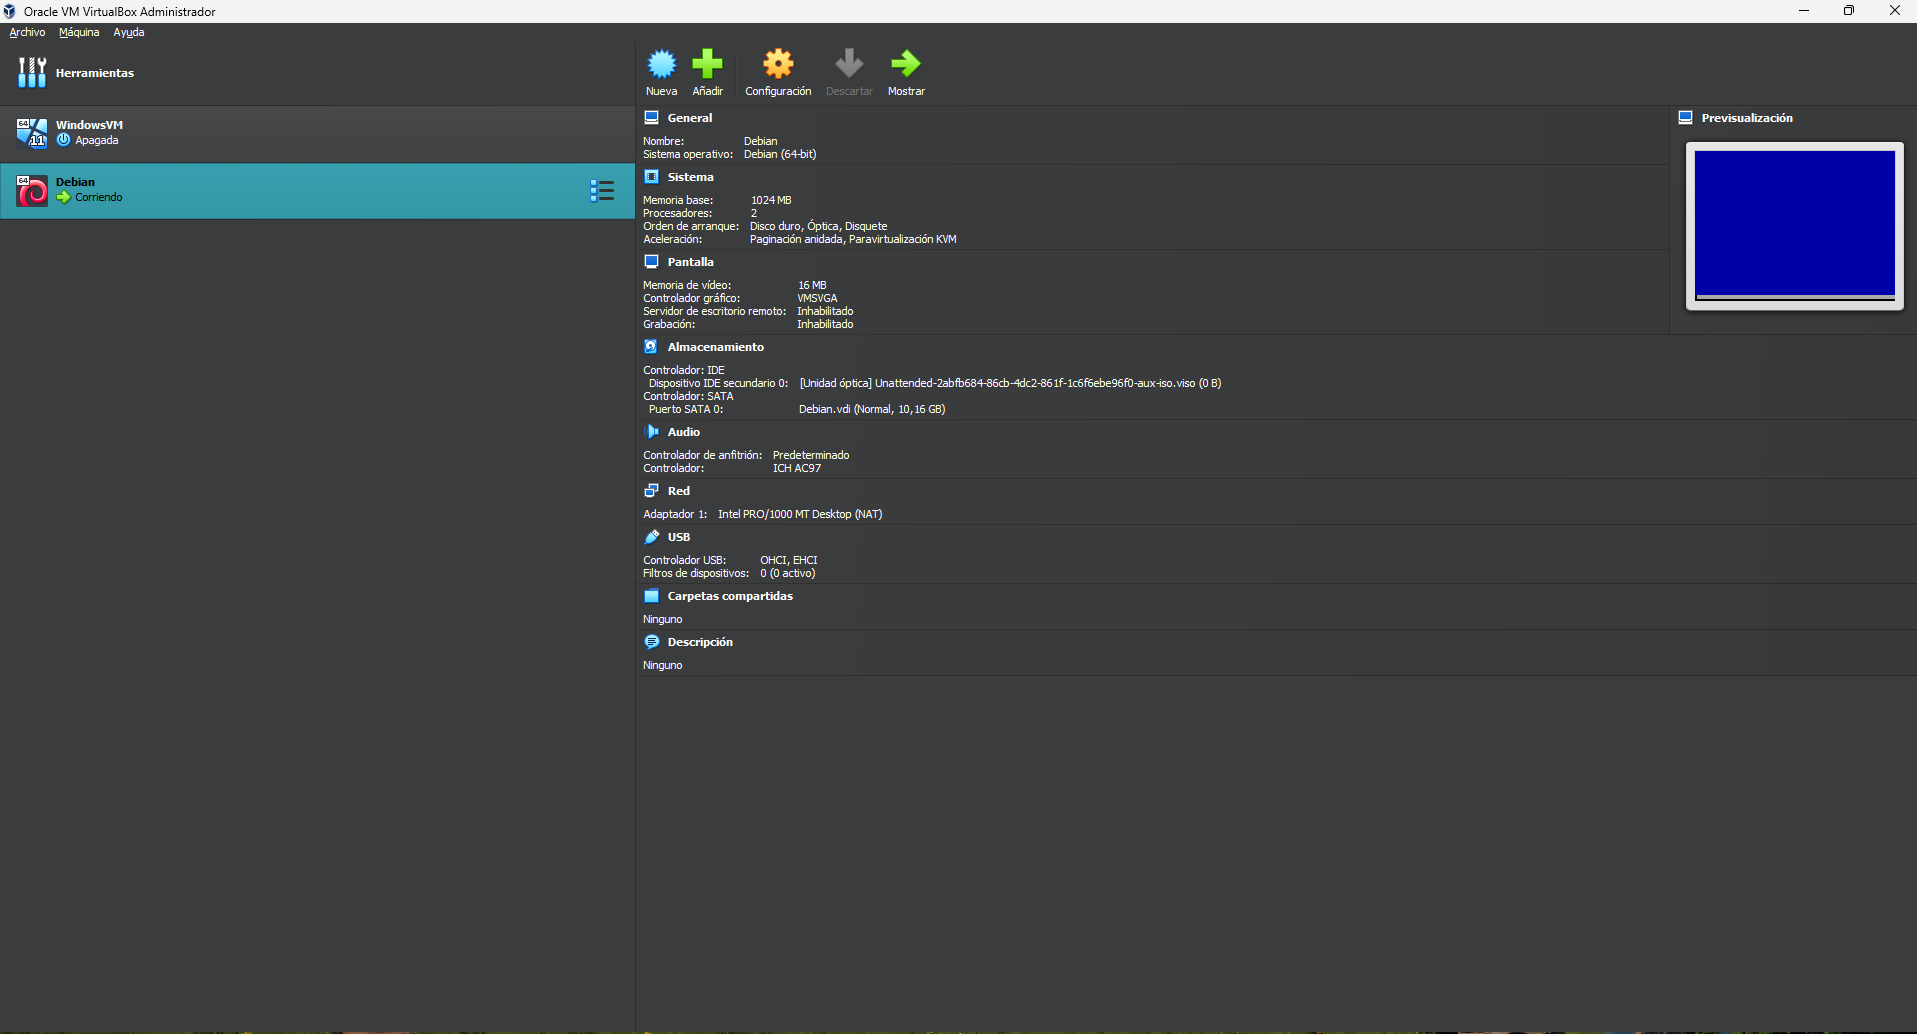 Oracle VM VirtualBox Administrador
Archivo Máquina Ayuda
Herramientas
Nueva Añadir Configuración Descartar Mostrar
64
11
WindowsVM
Apagada
64
Debian
Corriendo
General
Nombre: Debian
Sistema operativo: Debian (64-bit)
Sistema
Memoria base: 1024 MB
Procesadores: 2
Orden de arranque: Disco duro, Óptica, Disquete
Aceleración: Paginación anidada, Paravirtualización KVM
Pantalla
Memoria de vídeo: 16 MB
Controlador gráfico: VMSVGA
Servidor de escritorio remoto: Inhabilitado
Grabación: Inhabilitado
Previsualización
Almacenamiento
Controlador: IDE
Dispositivo IDE secundario 0: [Unidad óptica] Unattended-2abfb684-86cb-4dc2-861f-1c6f6ebe96f0-aux-iso.viso (0 B)
Controlador: SATA
Puerto SATA 0: Debian.vdi (Normal, 10,16 GB)
Audio
Controlador de anfitrión: Predeterminado
Controlador: ICH AC97
Red
Adaptador 1: Intel PRO/1000 MT Desktop (NAT)
USB
Controlador USB: OHCI, EHCI
Filtros de dispositivos: 0 (0 activo)
Carpetas compartidas
Ninguno
Descripción
Ninguno